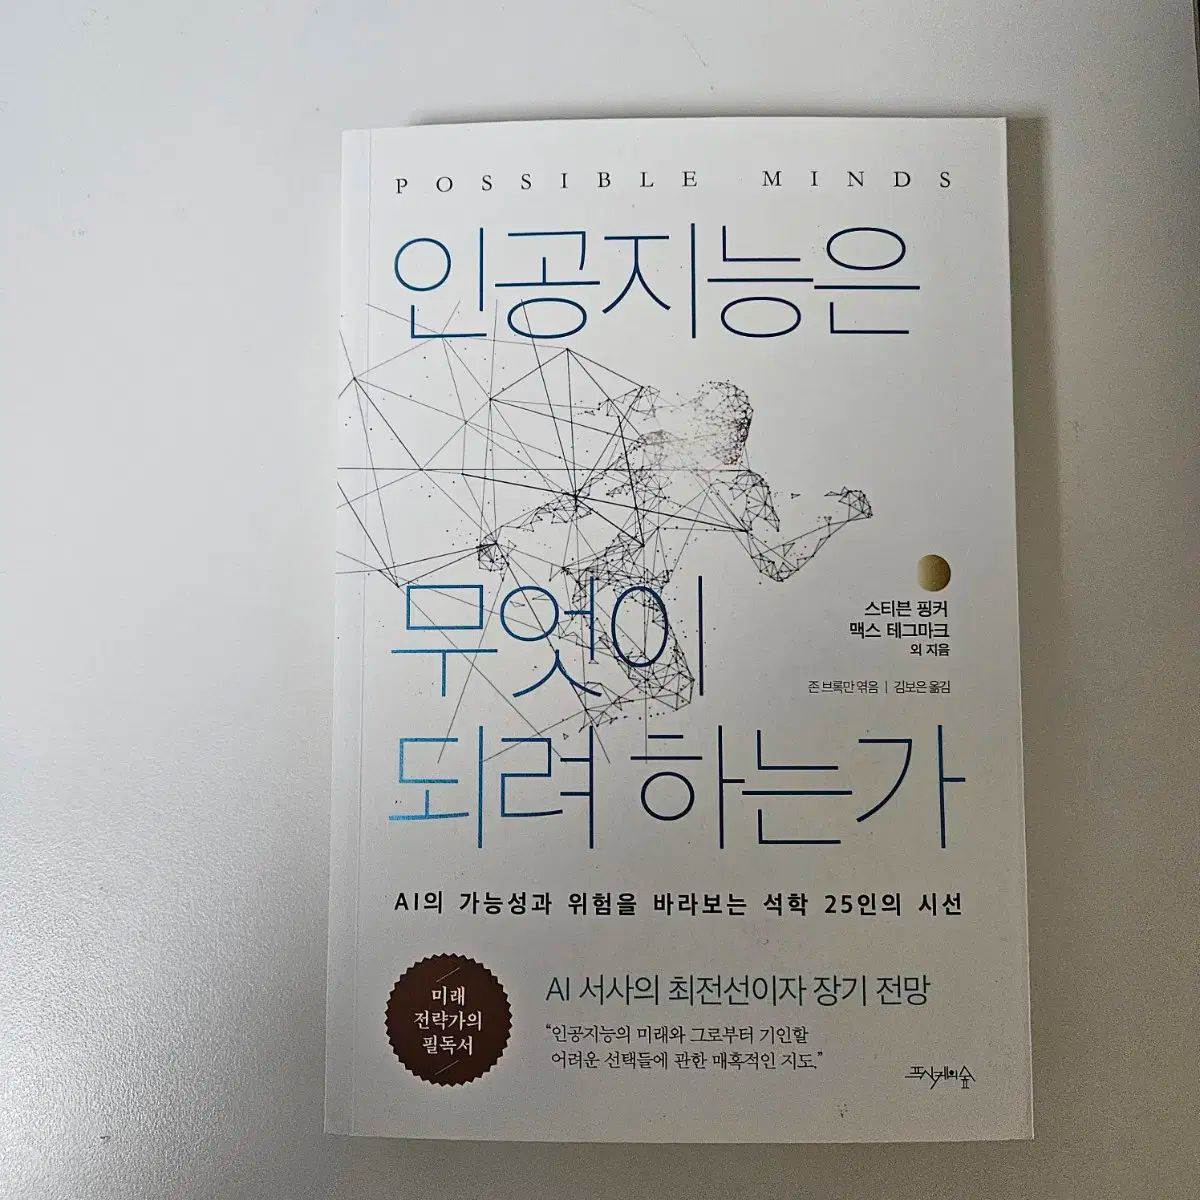 POSSIBLE MINDS
인공지능은
무엇이
되려 하는가
스티븐 핑커
맥스 테그마크
외 지음
존 브록만 엮음 | 김보은 옮김
AI의 가능성과 위험을 바라보는 석학 25인의 시선
미래
전략가의
필독서
AI 서사의 최전선이자 장기 전망
“인공지능의 미래와 그로부터 기인할
어려운 선택들에 관한 매혹적인 지도.”
프시케의숲